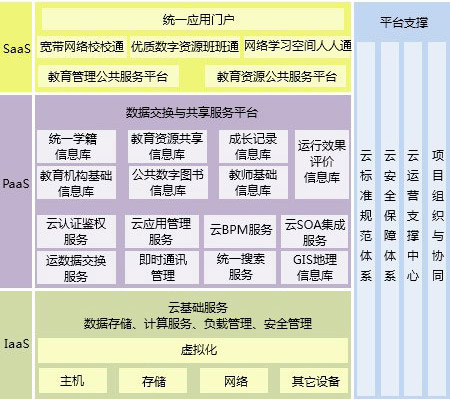 SaaS
统一应用门户
宽带网络校校通
优质数字资源班班通
网络学习空间人人通
教育管理公共服务平台
教育资源公共服务平台
PaaS
数据交换与共享服务平台
统一学籍
信息库
教育资源共享
信息库
成长记录
信息库
运行效果
评价
信息库
教育机构基础
信息库
公共数字图书
信息库
教师基础
信息库
云认证鉴权
服务
云应用管理
服务
云BPM服务
云SOA集成
服务
运数据交换
服务
即时通讯
管理
统一搜索
服务
GIS地理
信息库
IaaS
云基础服务
数据存储、计算服务、负载管理、安全管理
虚拟化
主机
存储
网络
其它设备
平台支撑
云标准规范体系
云安全保障体系
云运营支撑中心
项目组织与协同